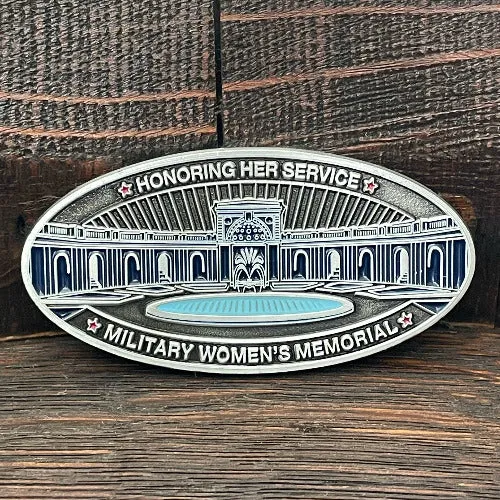 HONORING HER SERVICE
MILITARY WOMEN'S MEMORIAL